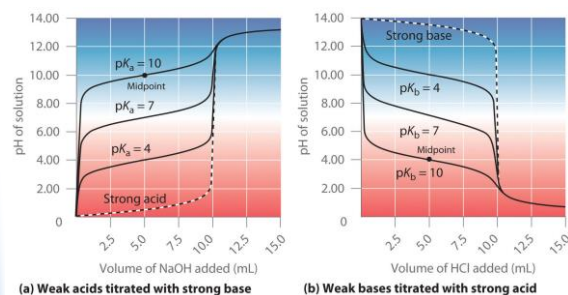 14.00
12.00
10.00
8.00
6.00
4.00
2.00
0
pH of solution
pKa = 10
Midpoint
pKa = 7
pKa = 4
Strong acid
2.5
5.0
7.5
10.0
12.5
15.0
Volume of NaOH added (mL)
(a) Weak acids titrated with strong base
14.00
12.00
10.00
8.00
6.00
4.00
2.00
0
pH of solution
Strong base
pKb = 4
pKb = 7
Midpoint
pKb = 10
2.5
5.0
7.5
10.0
12.5
15.0
Volume of HCl added (mL)
(b) Weak bases titrated with strong acid